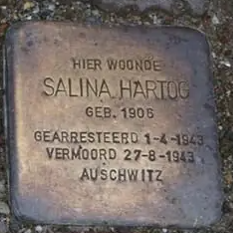 HIER WOONDE
SALINA HARTOG
GEB. 1906
GEARRESTEERD 1-4-1943
VERMOORD 27-8-1943
AUSCHWITZ